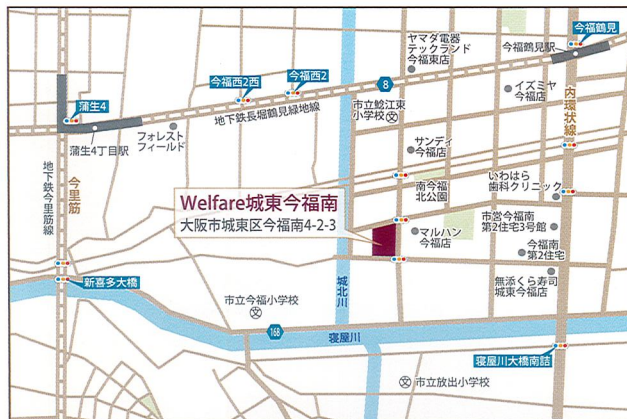 ヤマダ電器
テックランド
今福東店
今福鶴見
今福鶴見駅
今福西2西
今福西2
8
イズミヤ
今福店
蒲生4
地下鉄長堀鶴見緑地線
市立鯰江東
小学校
文
内環状線
蒲生4丁目駅
フォレスト
フィールド
サンディ
今福店
地下鉄今里筋線
今里筋
南今福
北公園
いわはら
歯科クリニック
Welfare城東今福南
大阪市城東区今福南4-2-3
マルハン
今福店
市営今福南
第2住宅3号館
今福南
第2住宅
新喜多大橋
城北川
無添くら寿司
城東今福店
市立今福小学校
文
168
寝屋川
寝屋川大橋南詰
文
市立放出小学校